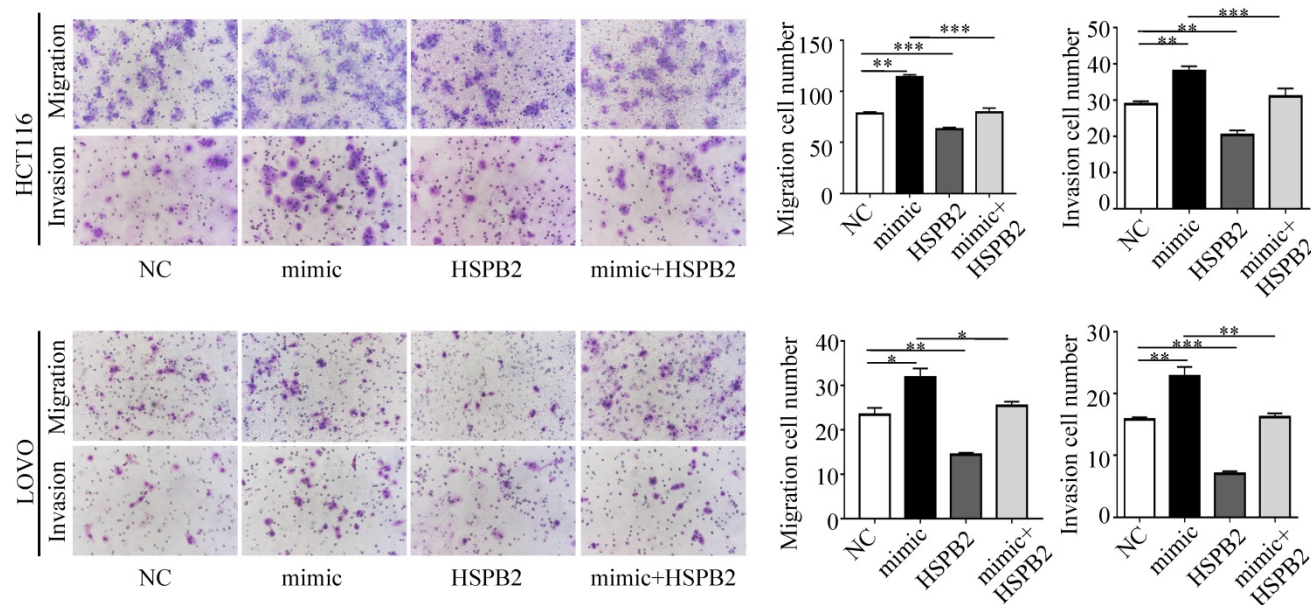 HCT116
Migration
Invasion
NC mimic HSPB2 mimic+HSPB2
Migration cell number
150
100
50
0
**
***
***
NC
mimic
HSPB2
mimic+
HSPB2
Invasion cell number
50
40
30
20
10
0
**
**
***
NC
mimic
HSPB2
mimic+
HSPB2
LOVO
Migration
Invasion
NC mimic HSPB2 mimic+HSPB2
Migration cell number
40
30
20
10
0
*
**
*
NC
mimic
HSPB2
mimic+
HSPB2
Invasion cell number
30
20
10
0
**
***
**
NC
mimic
HSPB2
mimic+
HSPB2